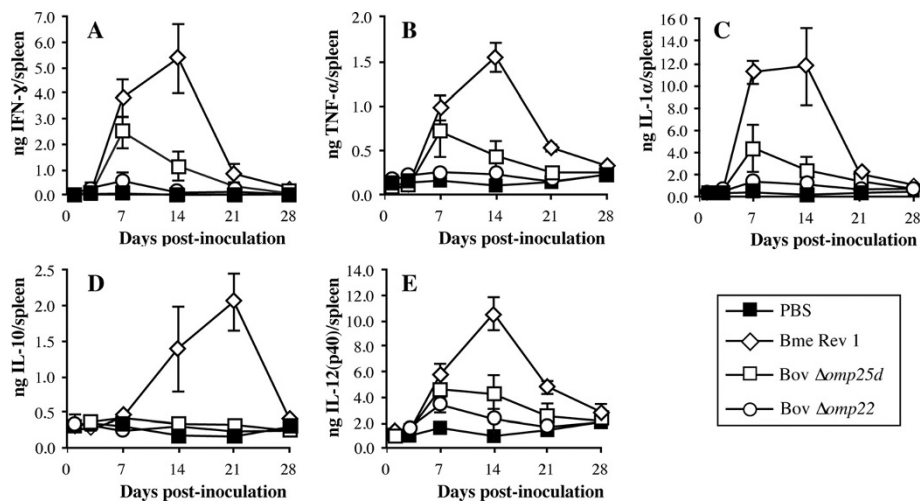 A
ng IFN-γ/spleen
7.0
6.0
5.0
4.0
3.0
2.0
1.0
0
0 7 14 21 28
Days post-inoculation
B
ng TNF-α/spleen
2.0
1.5
1.0
0.5
0
0 7 14 21 28
Days post-inoculation
C
ng IL-1α/spleen
16.0
14.0
12.0
10.0
8.0
6.0
4.0
2.0
0
0 7 14 21 28
Days post-inoculation
D
ng IL-10/spleen
2.5
2.0
1.5
1.0
0.5
0
0 7 14 21 28
Days post-inoculation
E
ng IL-12(p40)/spleen
14.0
12.0
10.0
8.0
6.0
4.0
2.0
0
0 7 14 21 28
Days post-inoculation
PBS
Bme Rev 1
Bov Δomp25d
Bov Δomp22